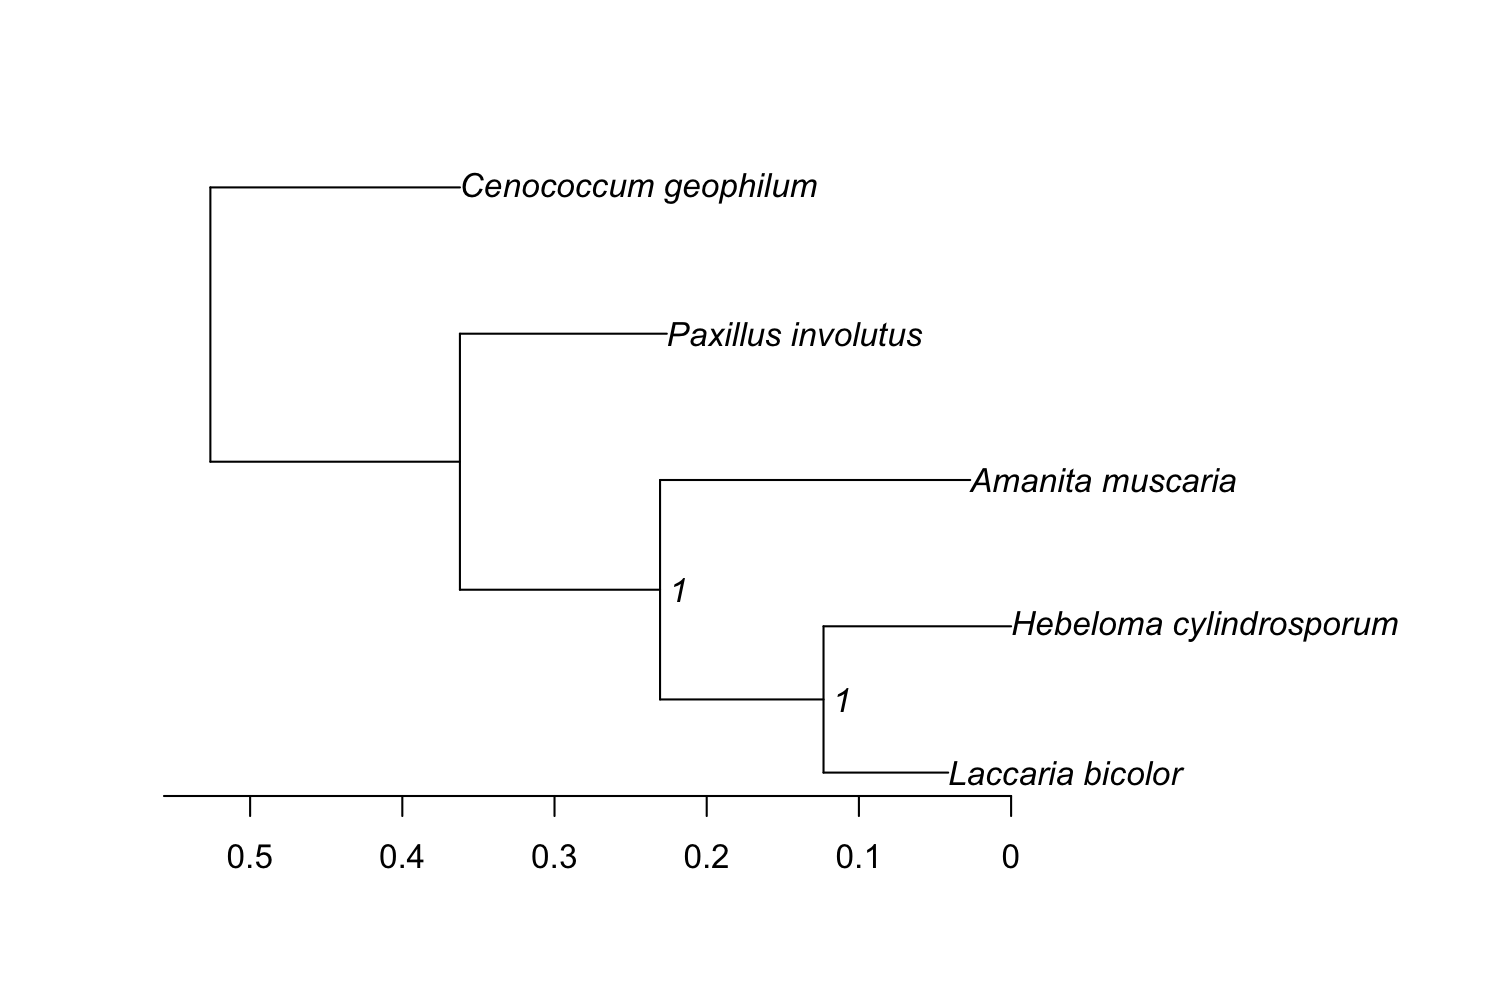 Cenococcum geophilum
Paxillus involutus
Amanita muscaria
1
Hebeloma cylindrosporum
1
Laccaria bicolor
0.5 0.4 0.3 0.2 0.1 0